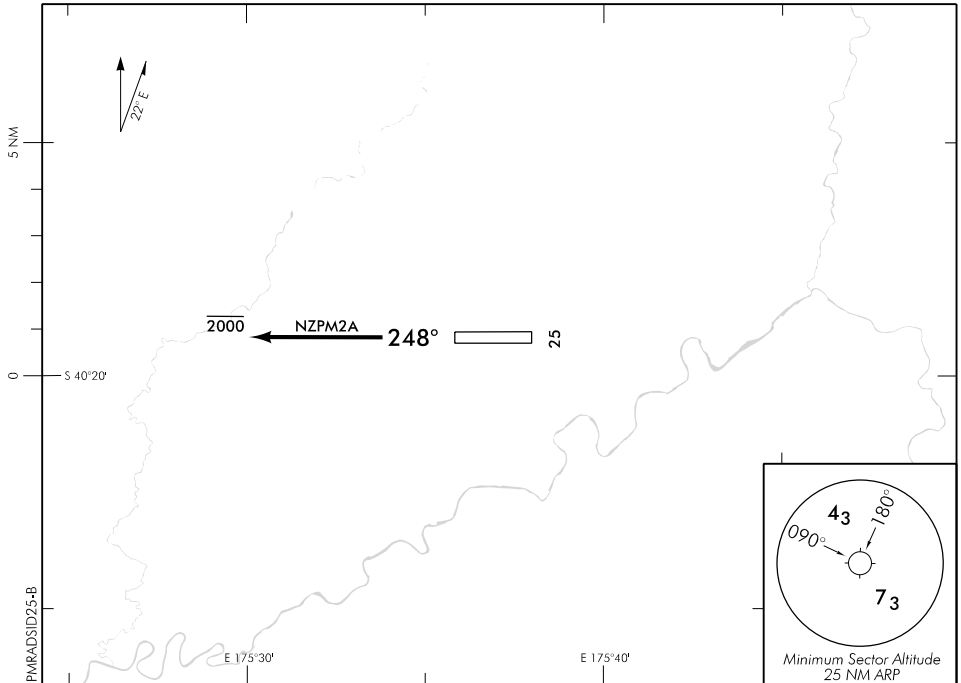 22° E
5 NM
2000
NZPM2A
248°
25
0
S 40°20'
43
180°
090°
73
Minimum Sector Altitude
25 NM ARP
E 175°30'
E 175°40'
PMRADSID25-B